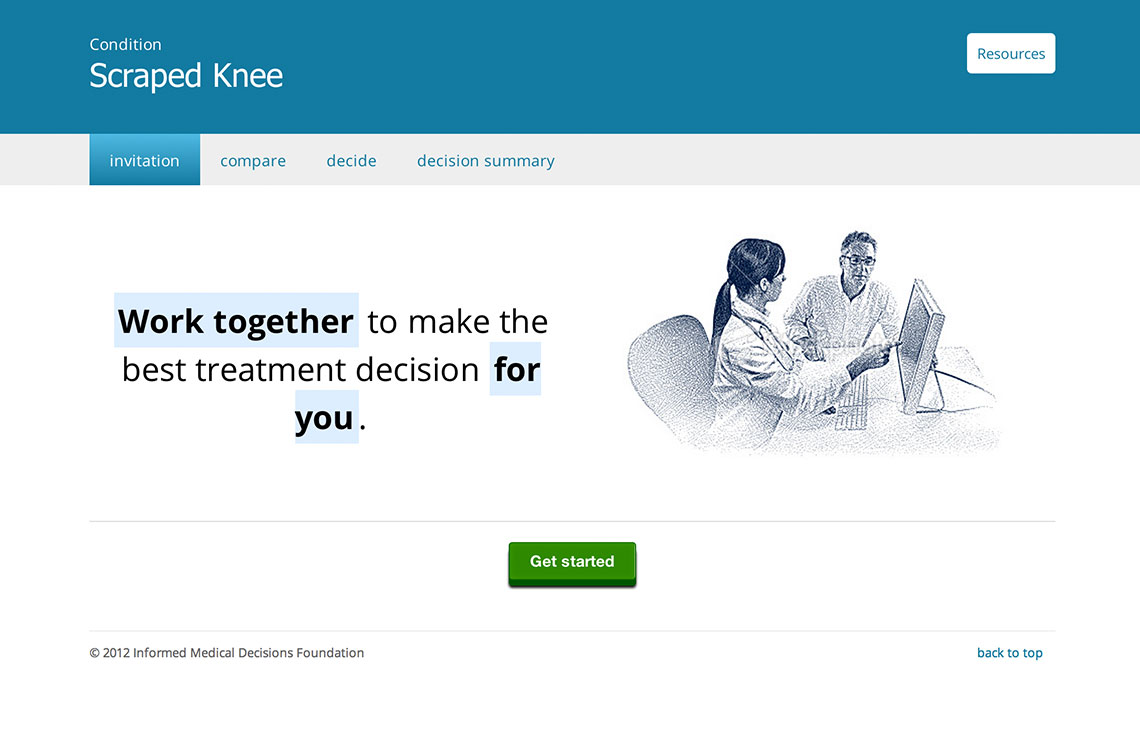 Condition
Scraped Knee
Resources
invitation compare decide decision summary
Work together to make the
best treatment decision for
you.
Get started
© 2012 Informed Medical Decisions Foundation
back to top